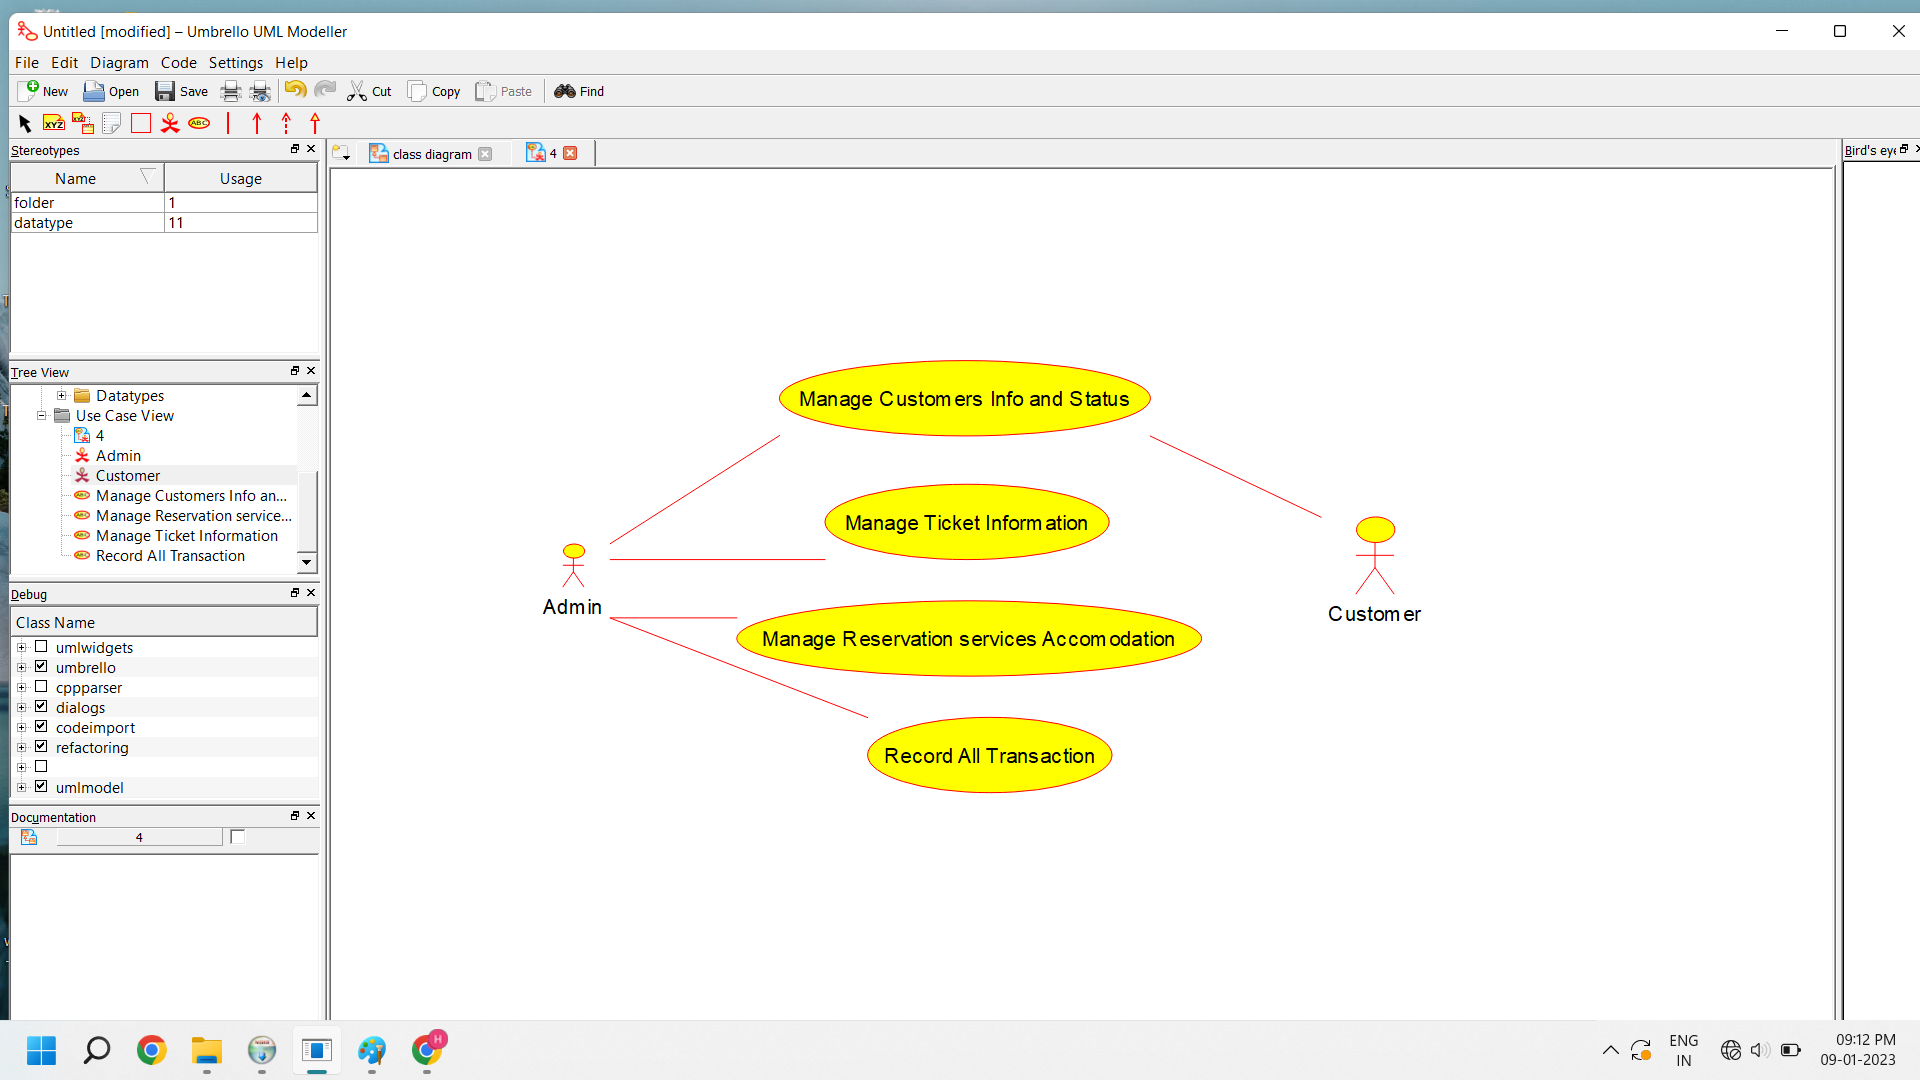 Untitled [modified] – Umbrello UML Modeller
File Edit Diagram Code Settings Help
New Open Save Cut Copy Paste Find
XYZ XYZ ABC
Stereotypes
class diagram
4
Bird's eye
Name Usage
folder 1
datatype 11
Tree View
Datatypes
Use Case View
4
Admin
Customer
Manage Customers Info an...
Manage Reservation service...
Manage Ticket Information
Record All Transaction
Debug
Class Name
umlwidgets
umbrello
cppparser
dialogs
codeimport
refactoring
umlmodel
Documentation
4
Manage Customers Info and Status
Manage Ticket Information
Admin
Customer
Manage Reservation services Accomodation
Record All Transaction
H
ENG
IN
09:12 PM
09-01-2023